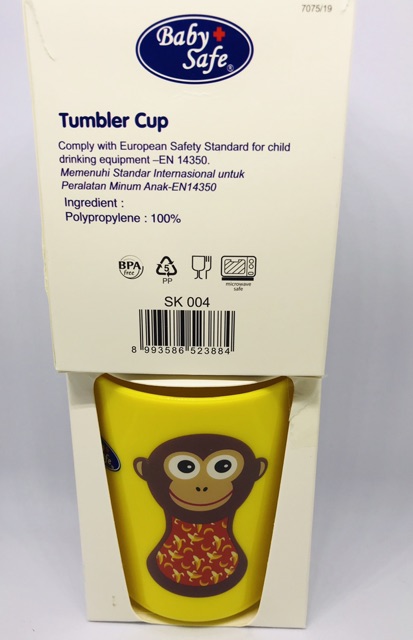 7075/19
Baby
Safe®
Tumbler Cup
Comply with European Safety Standard for child
drinking equipment –EN 14350.
Memenuhi Standar Internasional untuk
Peralatan Minum Anak-EN14350
Ingredient :
Polypropylene : 100%
BPA
free
5
PP
microwave
safe
SK 004
8 993586 523884